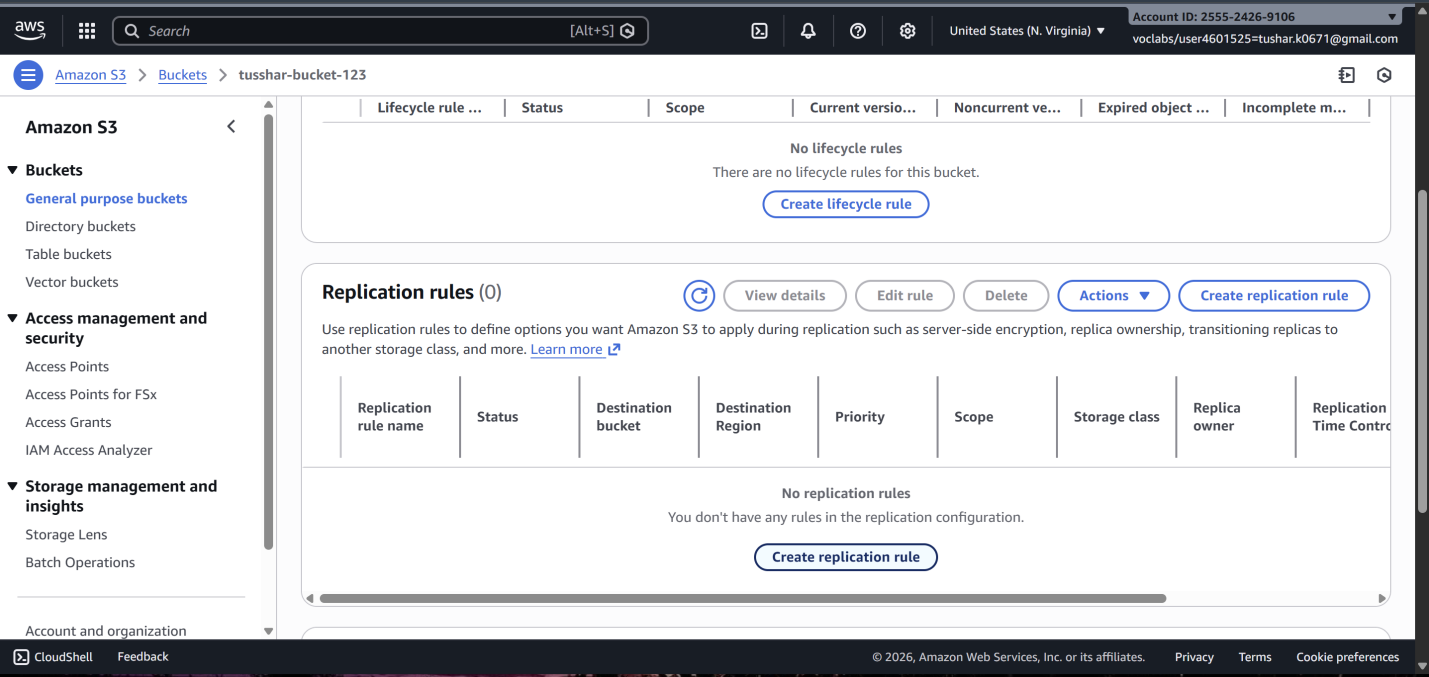 aws
Search
[Alt+S]
United States (N. Virginia)
Account ID: 2555-2426-9106
voclabs/user4601525=tushar.k0671@gmail.com
Amazon S3
Buckets
tusshar-bucket-123
Amazon S3
Buckets
General purpose buckets
Directory buckets
Table buckets
Vector buckets
Access management and
security
Access Points
Access Points for FSx
Access Grants
IAM Access Analyzer
Storage management and
insights
Storage Lens
Batch Operations
Account and organization
Lifecycle rule ...
Status
Scope
Current versio...
Noncurrent ve...
Expired object ...
Incomplete m...
No lifecycle rules
There are no lifecycle rules for this bucket.
Create lifecycle rule
Replication rules (0)
View details
Edit rule
Delete
Actions
Create replication rule
Use replication rules to define options you want Amazon S3 to apply during replication such as server-side encryption, replica ownership, transitioning replicas to
another storage class, and more. Learn more
Replication
rule name
Status
Destination
bucket
Destination
Region
Priority
Scope
Storage class
Replica
owner
Replication
Time Contro
No replication rules
You don't have any rules in the replication configuration.
Create replication rule
CloudShell
Feedback
© 2026, Amazon Web Services, Inc. or its affiliates.
Privacy
Terms
Cookie preferences